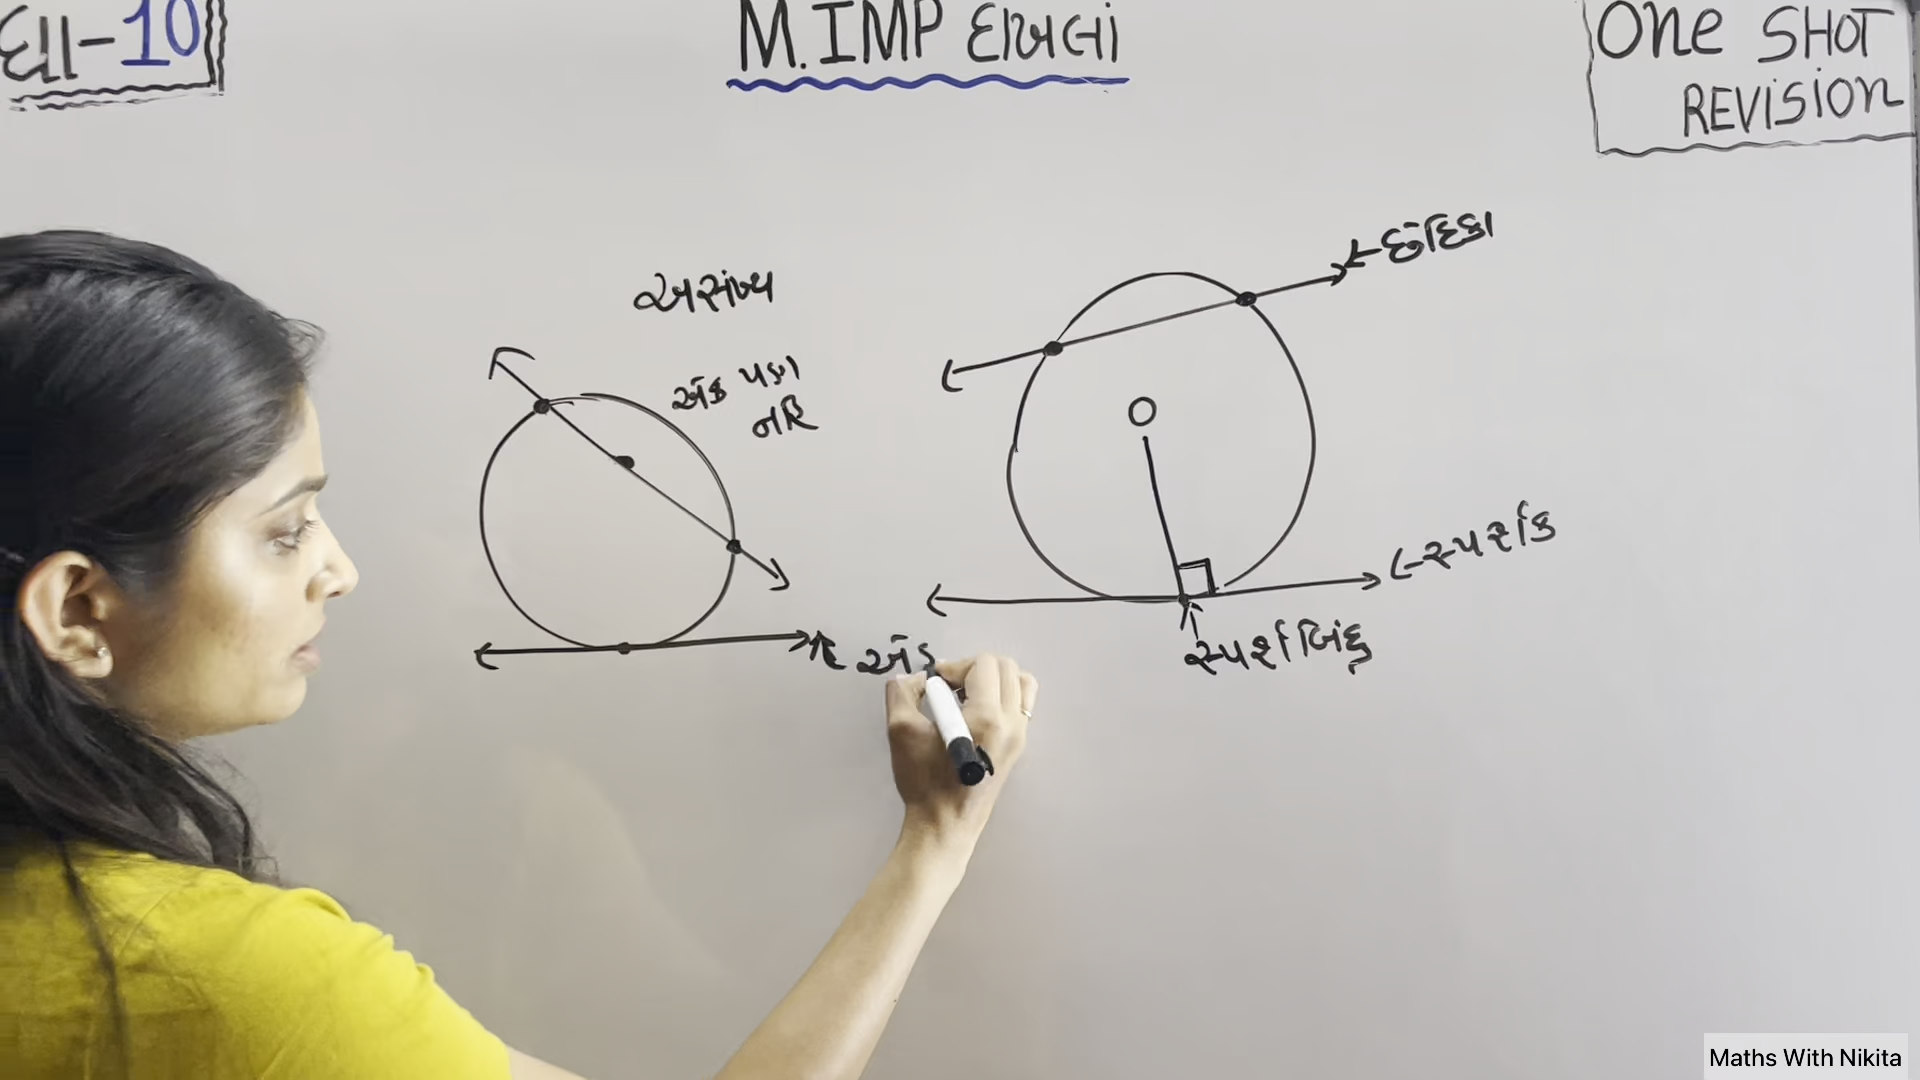 ધો-10
M. IMP દાખલાં
One SHOT
REVISION
અસંખ્ય
એક પણ
નહિ
←છેદિકા
O
←સ્પર્શક
સ્પર્શબિંદુ
એક
Maths With Nikita